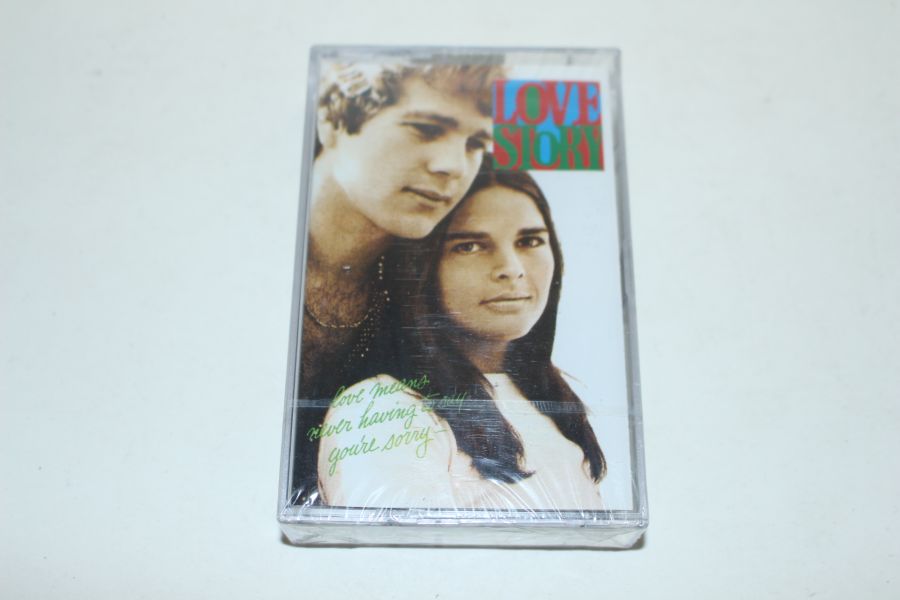 LOVE
STORY
love means
never having to say
you're sorry